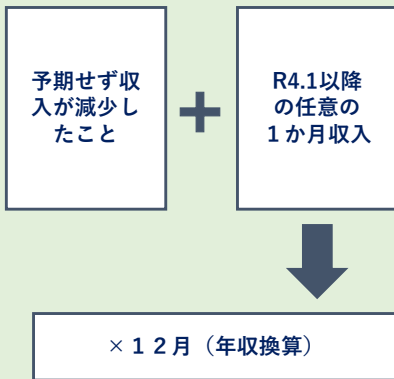 予期せず収
入が減少し
たこと
+
R4.1以降
の任意の
１か月収入
×１２月（年収換算）